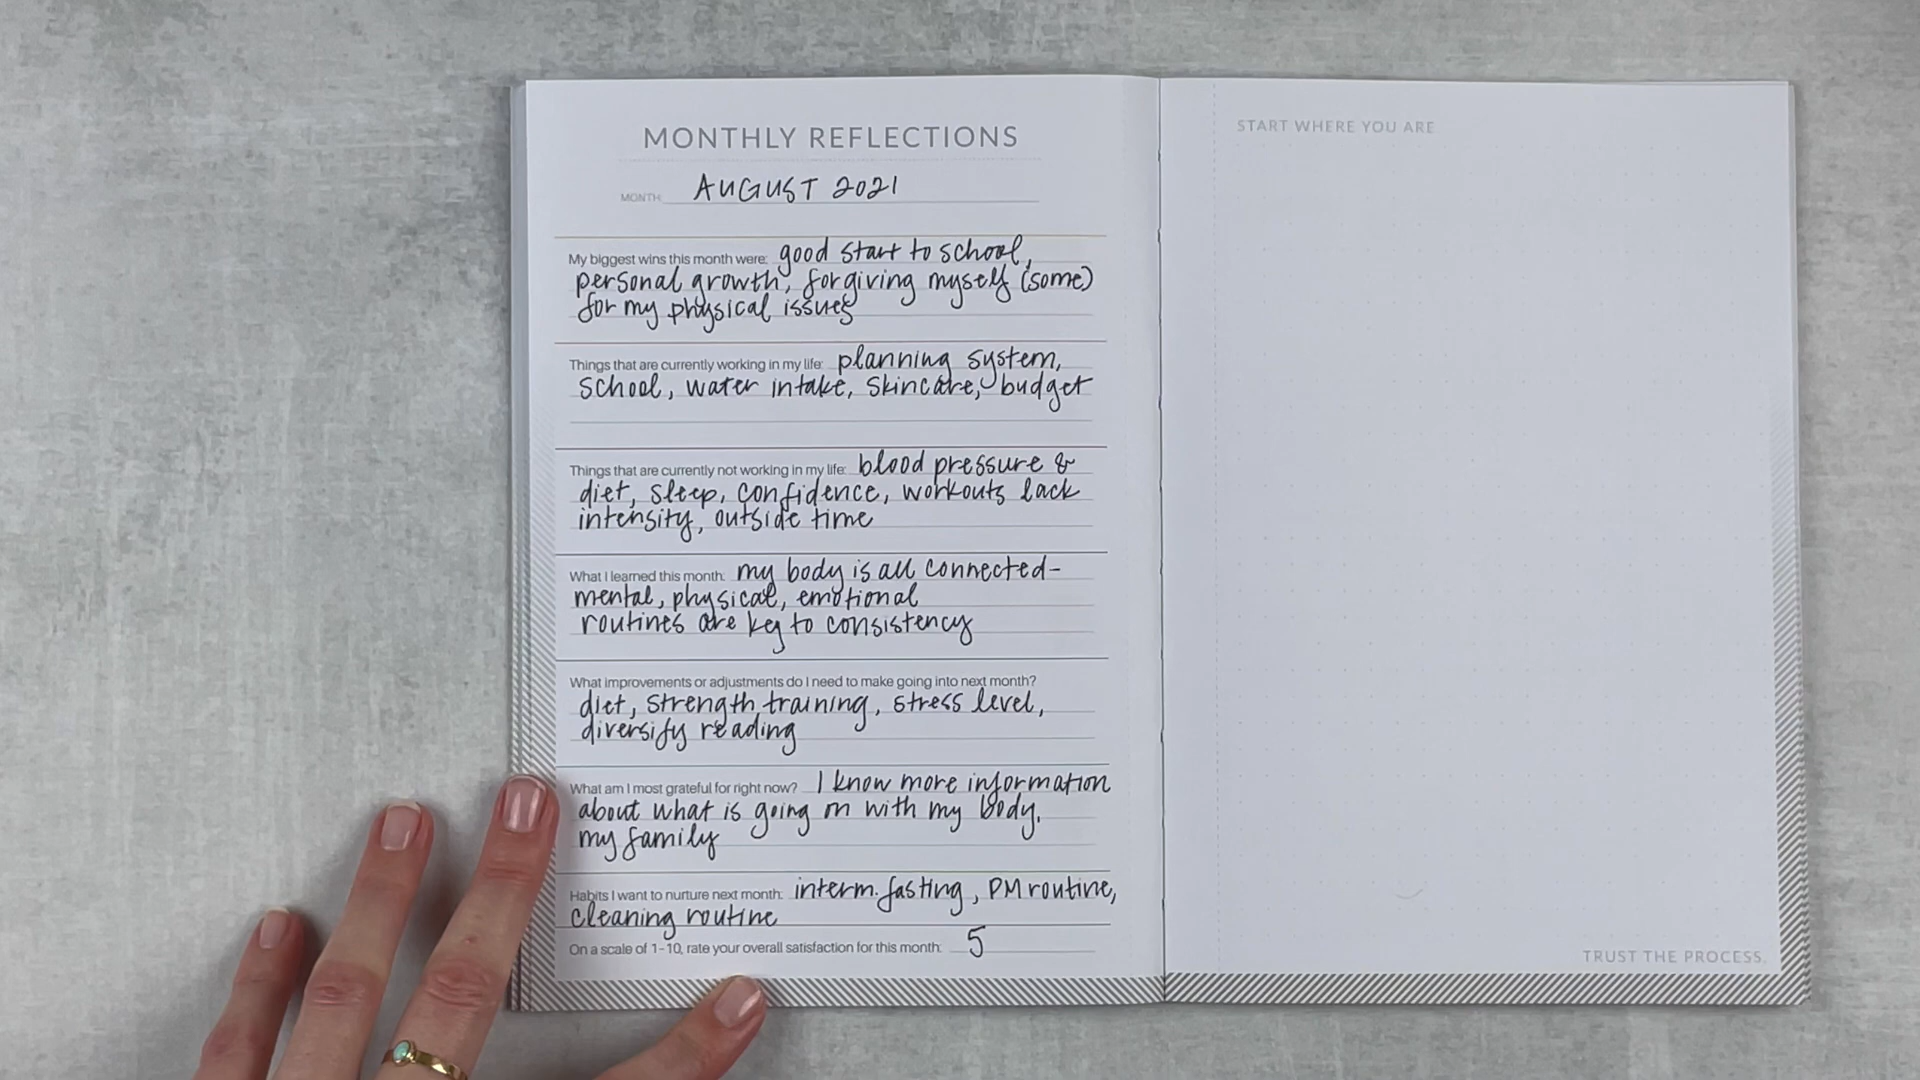 MONTHLY REFLECTIONS
MONTH: AUGUST 2021
My biggest wins this month were: good start to school,
personal growth, forgiving myself (some)
for my physical issues
Things that are currently working in my life: planning system,
school, water intake, skincare, budget
Things that are currently not working in my life: blood pressure &
diet, sleep, confidence, workouts lack
intensity, outside time
What I learned this month: my body is all connected-
mental, physical, emotional
routines are key to consistency
What improvements or adjustments do I need to make going into next month?
diet, strength training, stress level,
diversify reading
What am I most grateful for right now? I know more information
about what is going on with my body.
my family
Habits I want to nurture next month: interm. fasting, PM routine,
cleaning routine
On a scale of 1-10, rate your overall satisfaction for this month: 5
START WHERE YOU ARE
TRUST THE PROCESS.